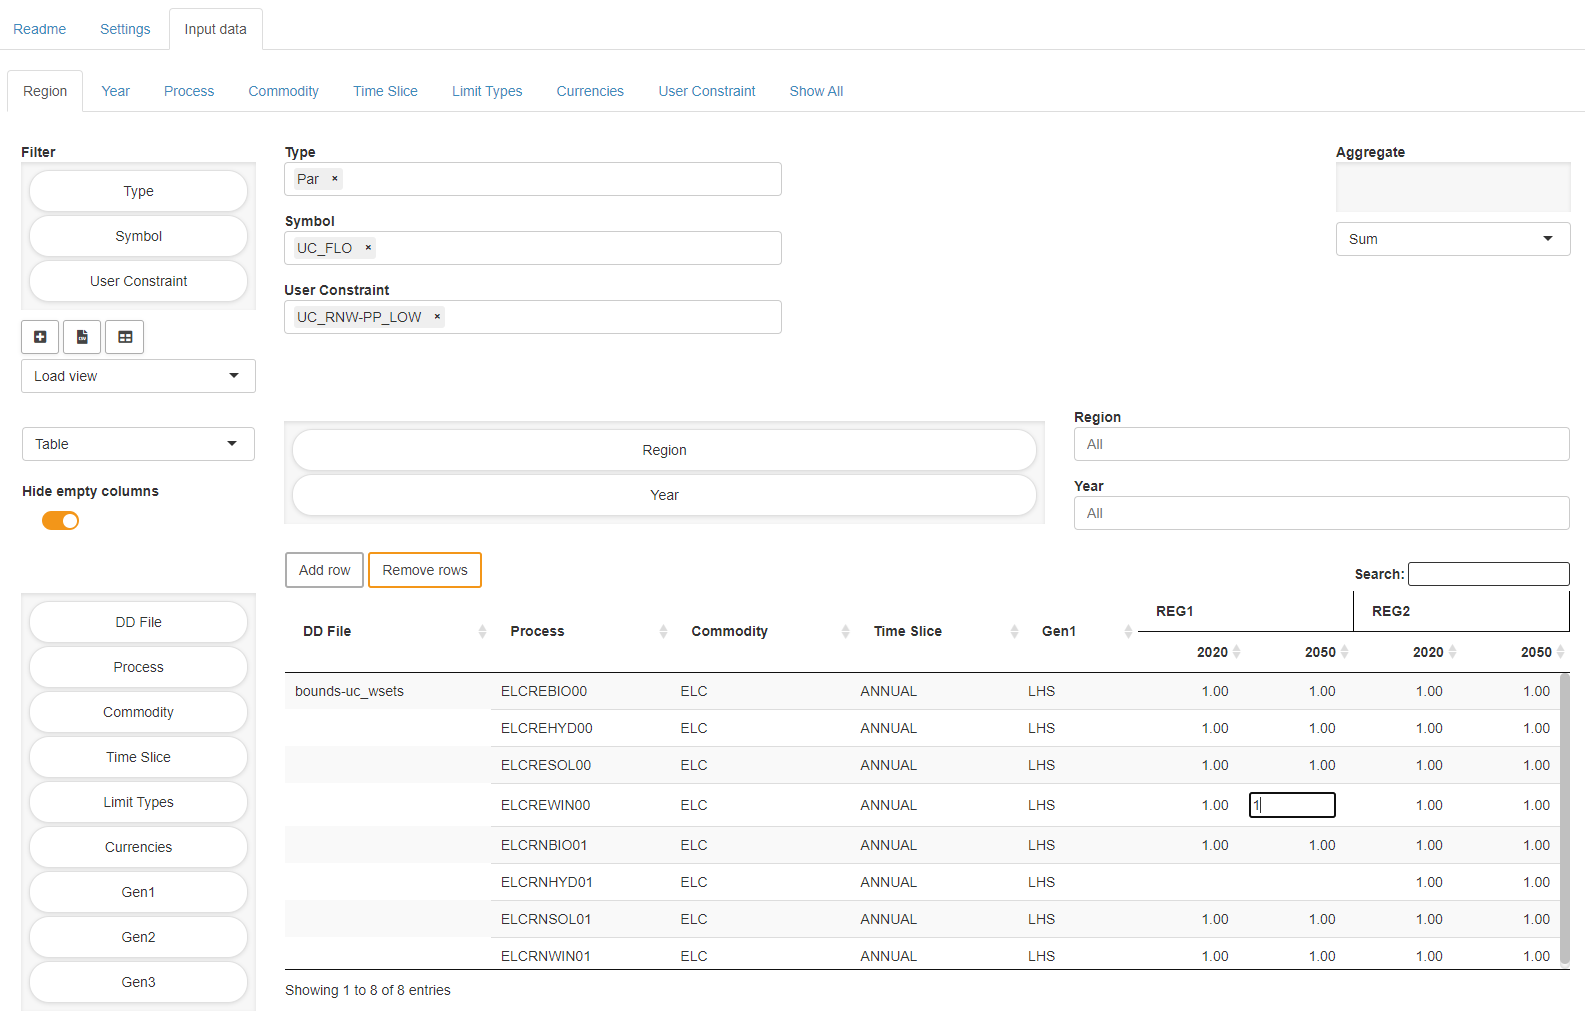 Readme Settings Input data
Region Year Process Commodity Time Slice Limit Types Currencies User Constraint Show All
Filter
Type
Symbol
User Constraint
Load view
Type
Par ×
Symbol
UC_FLO ×
User Constraint
UC_RNW-PP_LOW ×
Aggregate
Sum
Table
Hide empty columns
Region
Year
Region
All
Year
All
DD File
Process
Commodity
Time Slice
Limit Types
Currencies
Gen1
Gen2
Gen3
Add row Remove rows
Search:
REG1 REG2
DD File Process Commodity Time Slice Gen1
2020 2050 2020 2050
bounds-uc_wsets ELCREBIO00 ELC ANNUAL LHS 1.00 1.00 1.00 1.00
ELCREHYD00 ELC ANNUAL LHS 1.00 1.00 1.00 1.00
ELCRESOL00 ELC ANNUAL LHS 1.00 1.00 1.00 1.00
ELCREWIN00 ELC ANNUAL LHS 1.00 1 1.00 1.00
ELCRNBIO01 ELC ANNUAL LHS 1.00 1.00 1.00 1.00
ELCRNHYD01 ELC ANNUAL LHS 1.00 1.00
ELCRNSOL01 ELC ANNUAL LHS 1.00 1.00 1.00 1.00
ELCRNWIN01 ELC ANNUAL LHS 1.00 1.00 1.00 1.00
Showing 1 to 8 of 8 entries